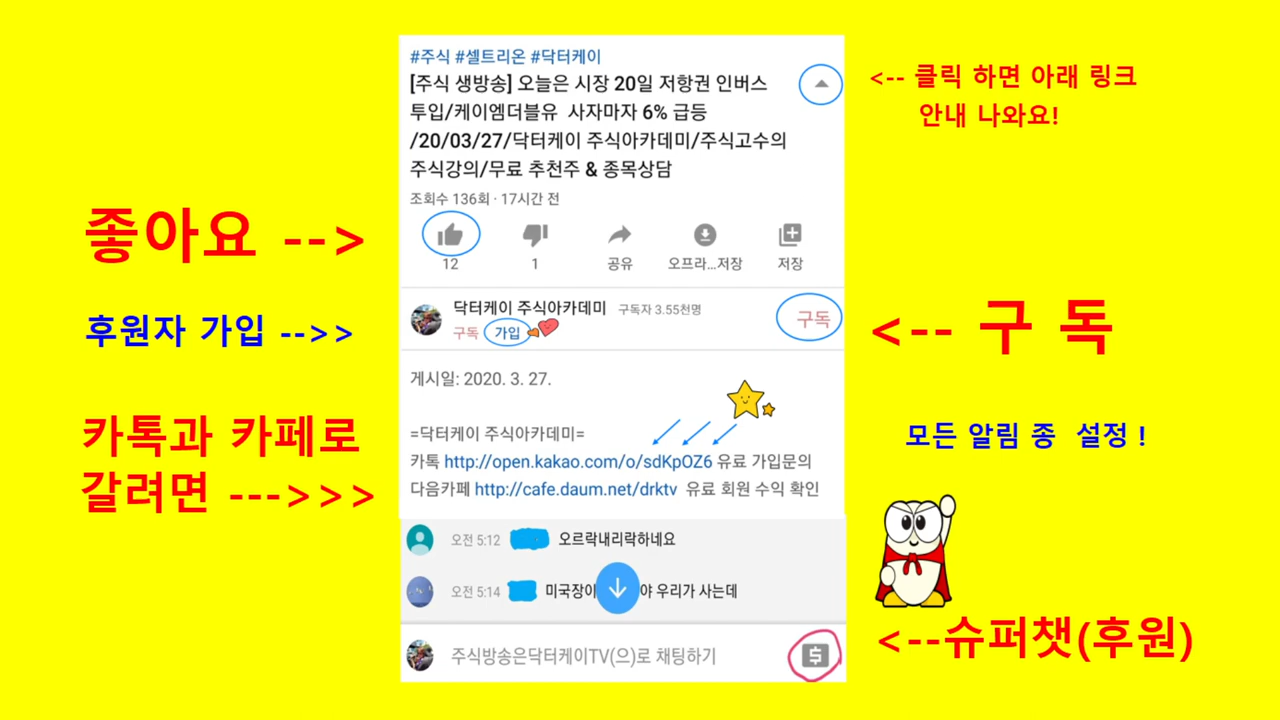 #주식 #셀트리온 #닥터케이
[주식 생방송] 오늘은 시장 20일 저항권 인버스
투입/케이엠더블유 사자마자 6% 급등
/20/03/27/닥터케이 주식아카데미/주식고수의
주식강의/무료 추천주 & 종목상담
조회수 136회 · 17시간 전
<-- 클릭 하면 아래 링크
안내 나와요!
좋아요 -->
12
1
공유
오프라...저장
저장
후원자 가입 -->>
닥터케이 주식아카데미 구독자 3.55천명
구독 가입
구독
<-- 구 독
게시일: 2020. 3. 27.
카톡과 카페로
갈려면 --->>>
모든 알림 종 설정 !
=닥터케이 주식아카데미=
카톡 http://open.kakao.com/o/sdKpOZ6 유료 가입문의
다음카페 http://cafe.daum.net/drktv 유료 회원 수익 확인
오전 5:12 오르락내리락하네요
오전 5:14 미국장이 야 우리가 사는데
주식방송은닥터케이TV(으)로 채팅하기
$
<--슈퍼챗(후원)